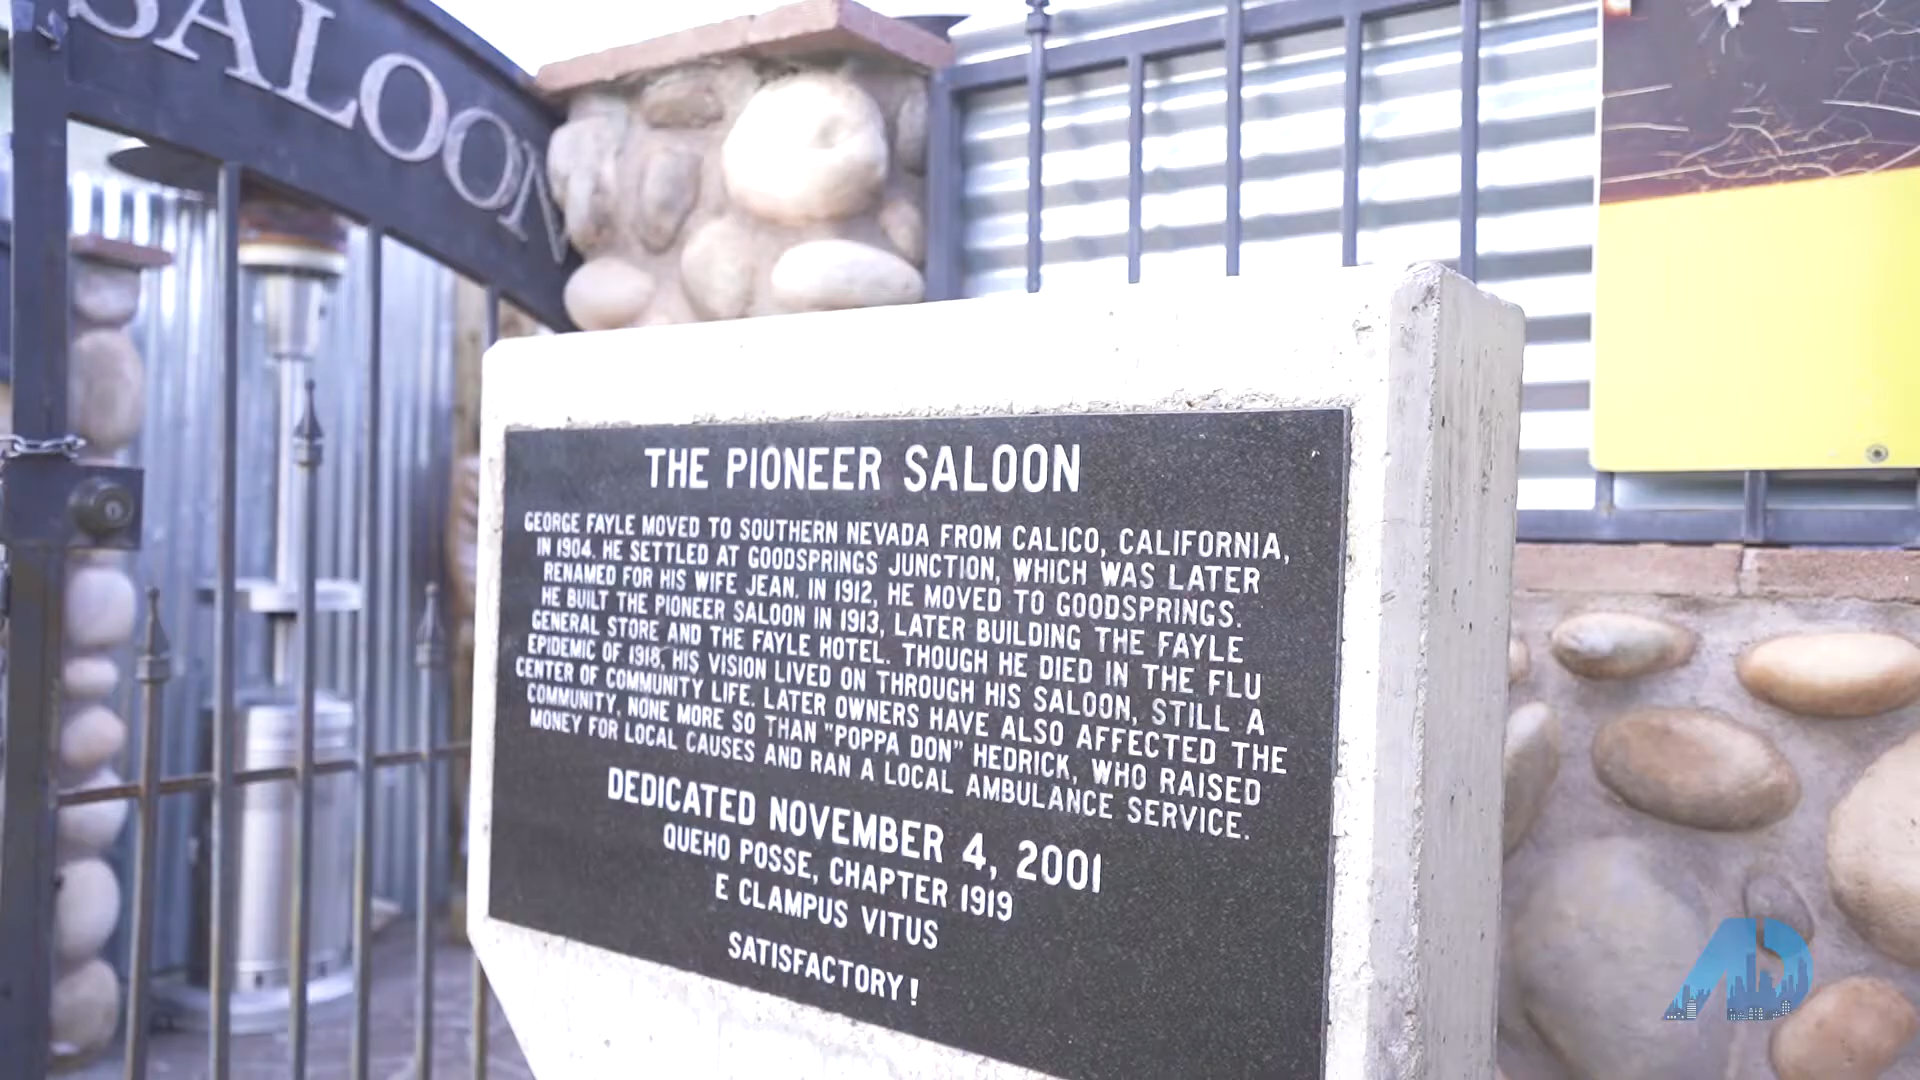 SALOON
THE PIONEER SALOON
GEORGE FAYLE MOVED TO SOUTHERN NEVADA FROM CALICO, CALIFORNIA,
IN 1904. HE SETTLED AT GOODSPRINGS JUNCTION, WHICH WAS LATER
RENAMED FOR HIS WIFE JEAN. IN 1912, HE MOVED TO GOODSPRINGS.
HE BUILT THE PIONEER SALOON IN 1913, LATER BUILDING THE FAYLE
GENERAL STORE AND THE FAYLE HOTEL. THOUGH HE DIED IN THE FLU
EPIDEMIC OF 1918, HIS VISION LIVED ON THROUGH HIS SALOON, STILL A
CENTER OF COMMUNITY LIFE. LATER OWNERS HAVE ALSO AFFECTED THE
COMMUNITY, NONE MORE SO THAN "POPPA DON" HEDRICK, WHO RAISED
MONEY FOR LOCAL CAUSES AND RAN A LOCAL AMBULANCE SERVICE.
DEDICATED NOVEMBER 4, 2001
QUEHO POSSE, CHAPTER 1919
E CLAMPUS VITUS
SATISFACTORY!
AD